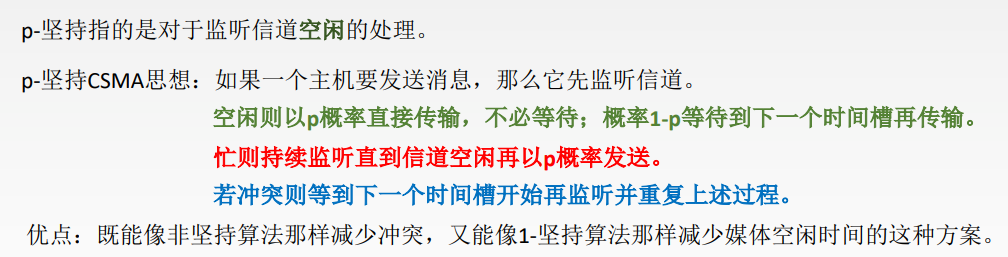 p-坚持指的是对于监听信道空闲的处理。
p-坚持CSMA思想：如果一个主机要发送消息，那么它先监听信道。
空闲则以p概率直接传输，不必等待；概率1-p等待到下一个时间槽再传输。
忙则持续监听直到信道空闲再以p概率发送。
若冲突则等到下一个时间槽开始再监听并重复上述过程。
优点：既能像非坚持算法那样减少冲突，又能像1-坚持算法那样减少媒体空闲时间的这种方案。